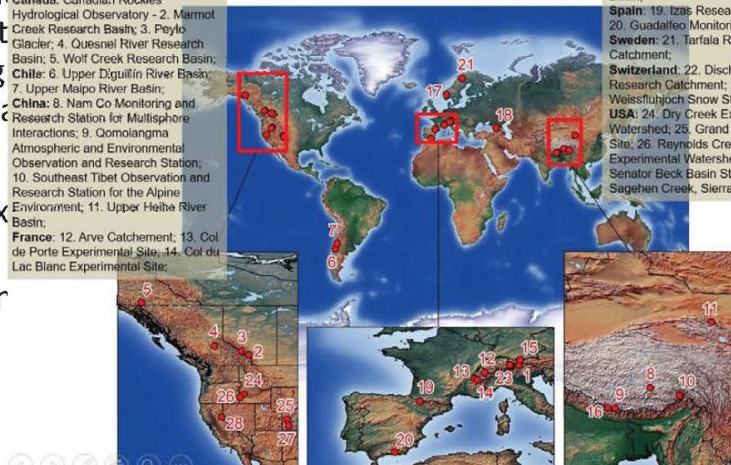 Canada: Canadian Rockies
Hydrological Observatory - 2. Marmot
Creek Research Basin; 3. Peyto
Glacier; 4. Quesnel River Research
Basin; 5. Wolf Creek Research Basin;
Chile: 6. Upper Diguillin River Basin;
7. Upper Maipo River Basin;
China: 8. Nam Co Monitoring and
Research Station for Multisphere
Interactions; 9. Qomolangma
Atmospheric and Environmental
Observation and Research Station;
10. Southeast Tibet Observation and
Research Station for the Alpine
Environment; 11. Upper Heihe River
Basin;
France: 12. Arve Catchement; 13. Col
de Porte Experimental Site; 14. Col du
Lac Blanc Experimental Site;
Spain: 19. Izas Resea
20. Guadalfeo Monitori
Sweden: 21. Tarfala R
Catchment;
Switzerland: 22. Disch
Research Catchment;
Weissfluhjoch Snow Si
USA: 24. Dry Creek Ex
Watershed; 25. Grand
Site; 26. Reynolds Cre
Experimental Watershe
Senator Beck Basin St
Sagehen Creek, Sierra
21
17
18
7
6
5
4
3
2
24
26
25
28
27
15
12
13
23
1
14
19
20
11
8
9
10
16